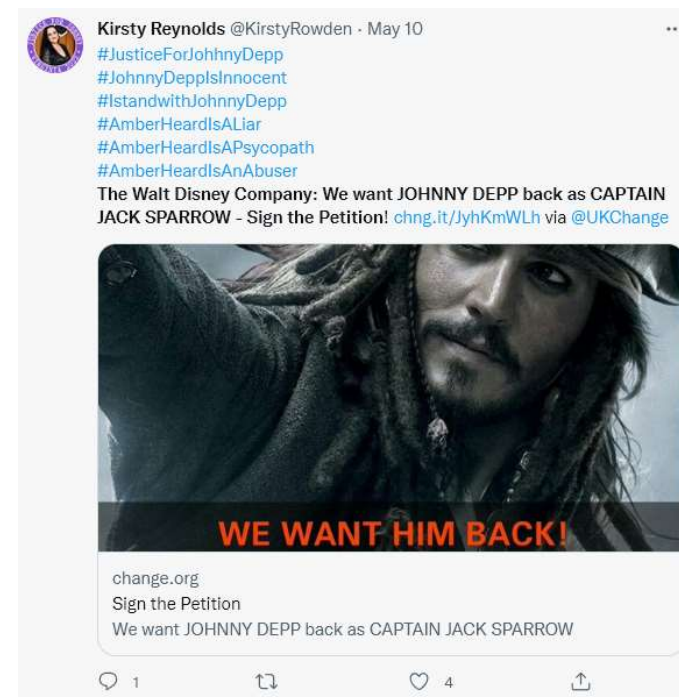 Kirsty Reynolds @KirstyRowden · May 10
#JusticeForJohhnyDepp
#JohnnyDeppIsInnocent
#IstandwithJohnnyDepp
#AmberHeardIsALiar
#AmberHeardIsAPsycopath
#AmberHeardIsAnAbuser
The Walt Disney Company: We want JOHNNY DEPP back as CAPTAIN
JACK SPARROW - Sign the Petition! chng.it/JyhKmWLh via @UKChange
WE WANT HIM BACK!
change.org
Sign the Petition
We want JOHNNY DEPP back as CAPTAIN JACK SPARROW
1 4